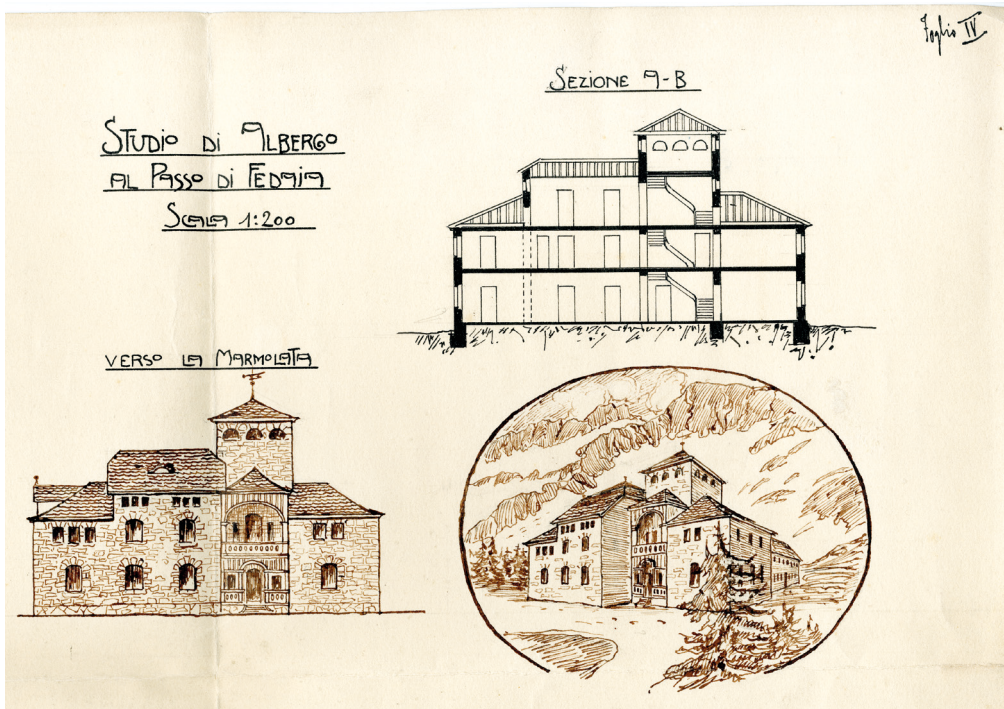 Foglio IV
STUDIO DI ALBERGO
AL PASSO DI FEDAJA
SCALA 1:200
SEZIONE A-B
VERSO LA MARMOLATA